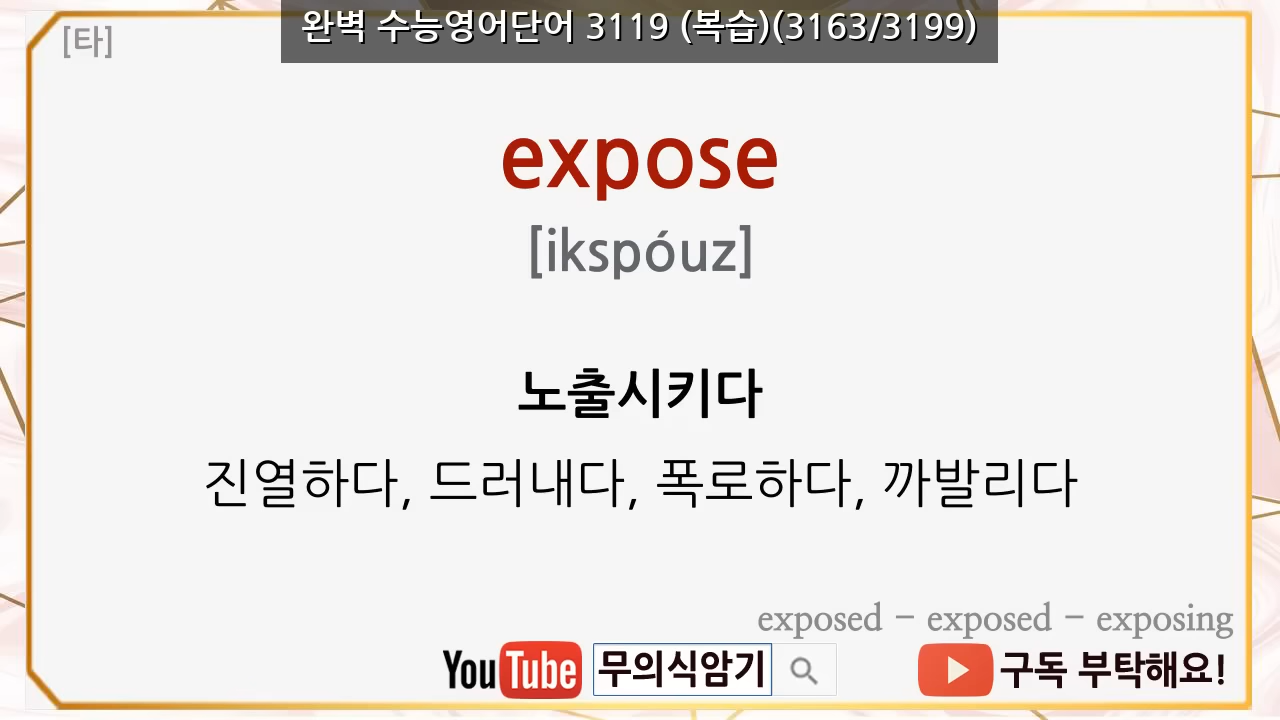 완벽 수능영어단어 3119 (복습)(3163/3199)
[타]
expose
[ikspóuz]
노출시키다
진열하다, 드러내다, 폭로하다, 까발리다
exposed - exposed - exposing
YouTube 무의식암기 구독 부탁해요!